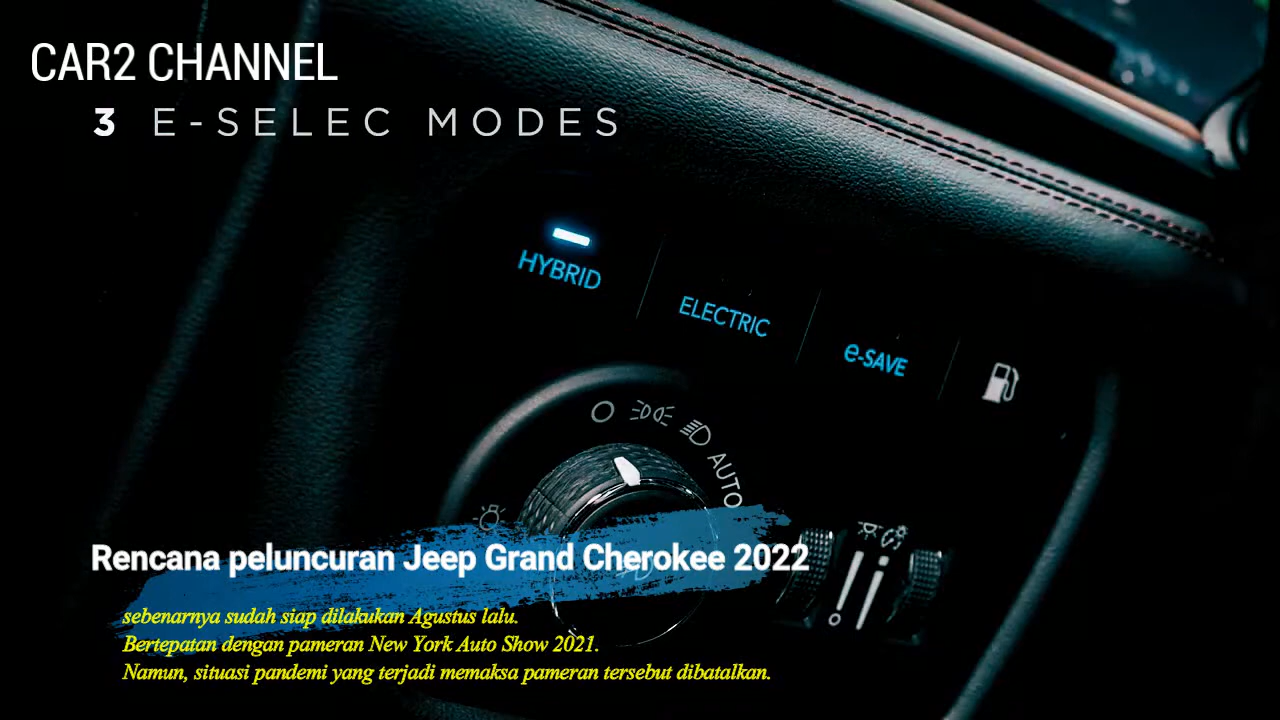 CAR2 CHANNEL
3 E-SELEC MODES
HYBRID
ELECTRIC
e-SAVE
AUTO
Rencana peluncuran Jeep Grand Cherokee 2022
sebenarnya sudah siap dilakukan Agustus lalu.
Bertepatan dengan pameran New York Auto Show 2021.
Namun, situasi pandemi yang terjadi memaksa pameran tersebut dibatalkan.